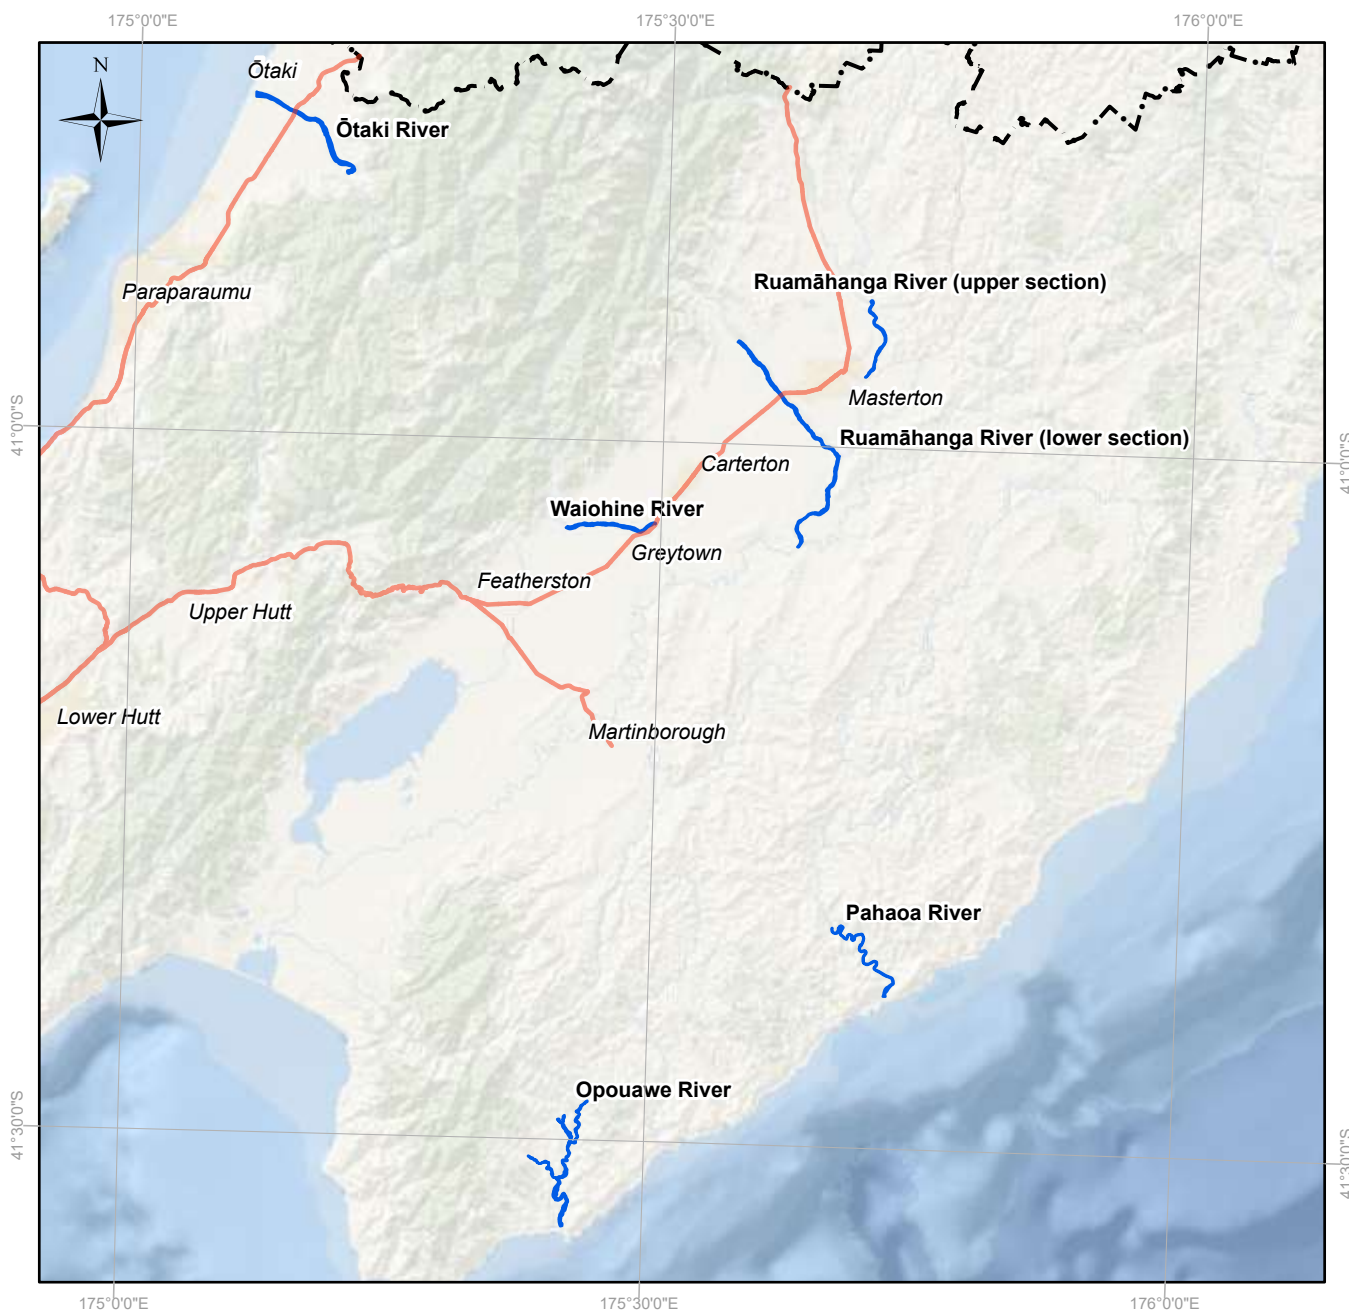 175°0'0"E
175°30'0"E
176°0'0"E
N
Ōtaki
Ōtaki River
Ruamāhanga River (upper section)
Paraparaumu
Masterton
41°0'0"S
Ruamāhanga River (lower section)
41°0'0"S
Carterton
Waiohine River
Greytown
Featherston
Upper Hutt
Lower Hutt
Martinborough
Pahaoa River
Opouawe River
41°30'0"S
41°30'0"S
175°0'0"E
175°30'0"E
176°0'0"E